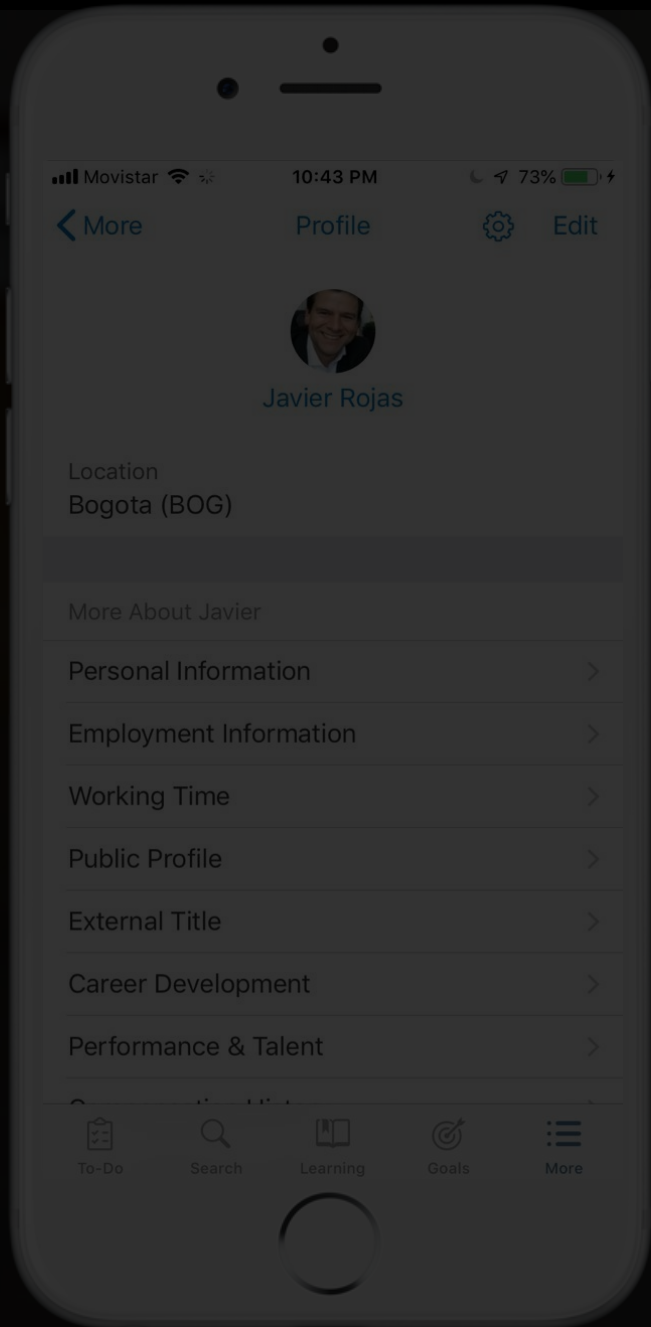 Movistar 10:43 PM 73%
More Profile Edit
Javier Rojas
Location
Bogota (BOG)
More About Javier
Personal Information
Employment Information
Working Time
Public Profile
External Title
Career Development
Performance & Talent
To-Do Search Learning Goals More